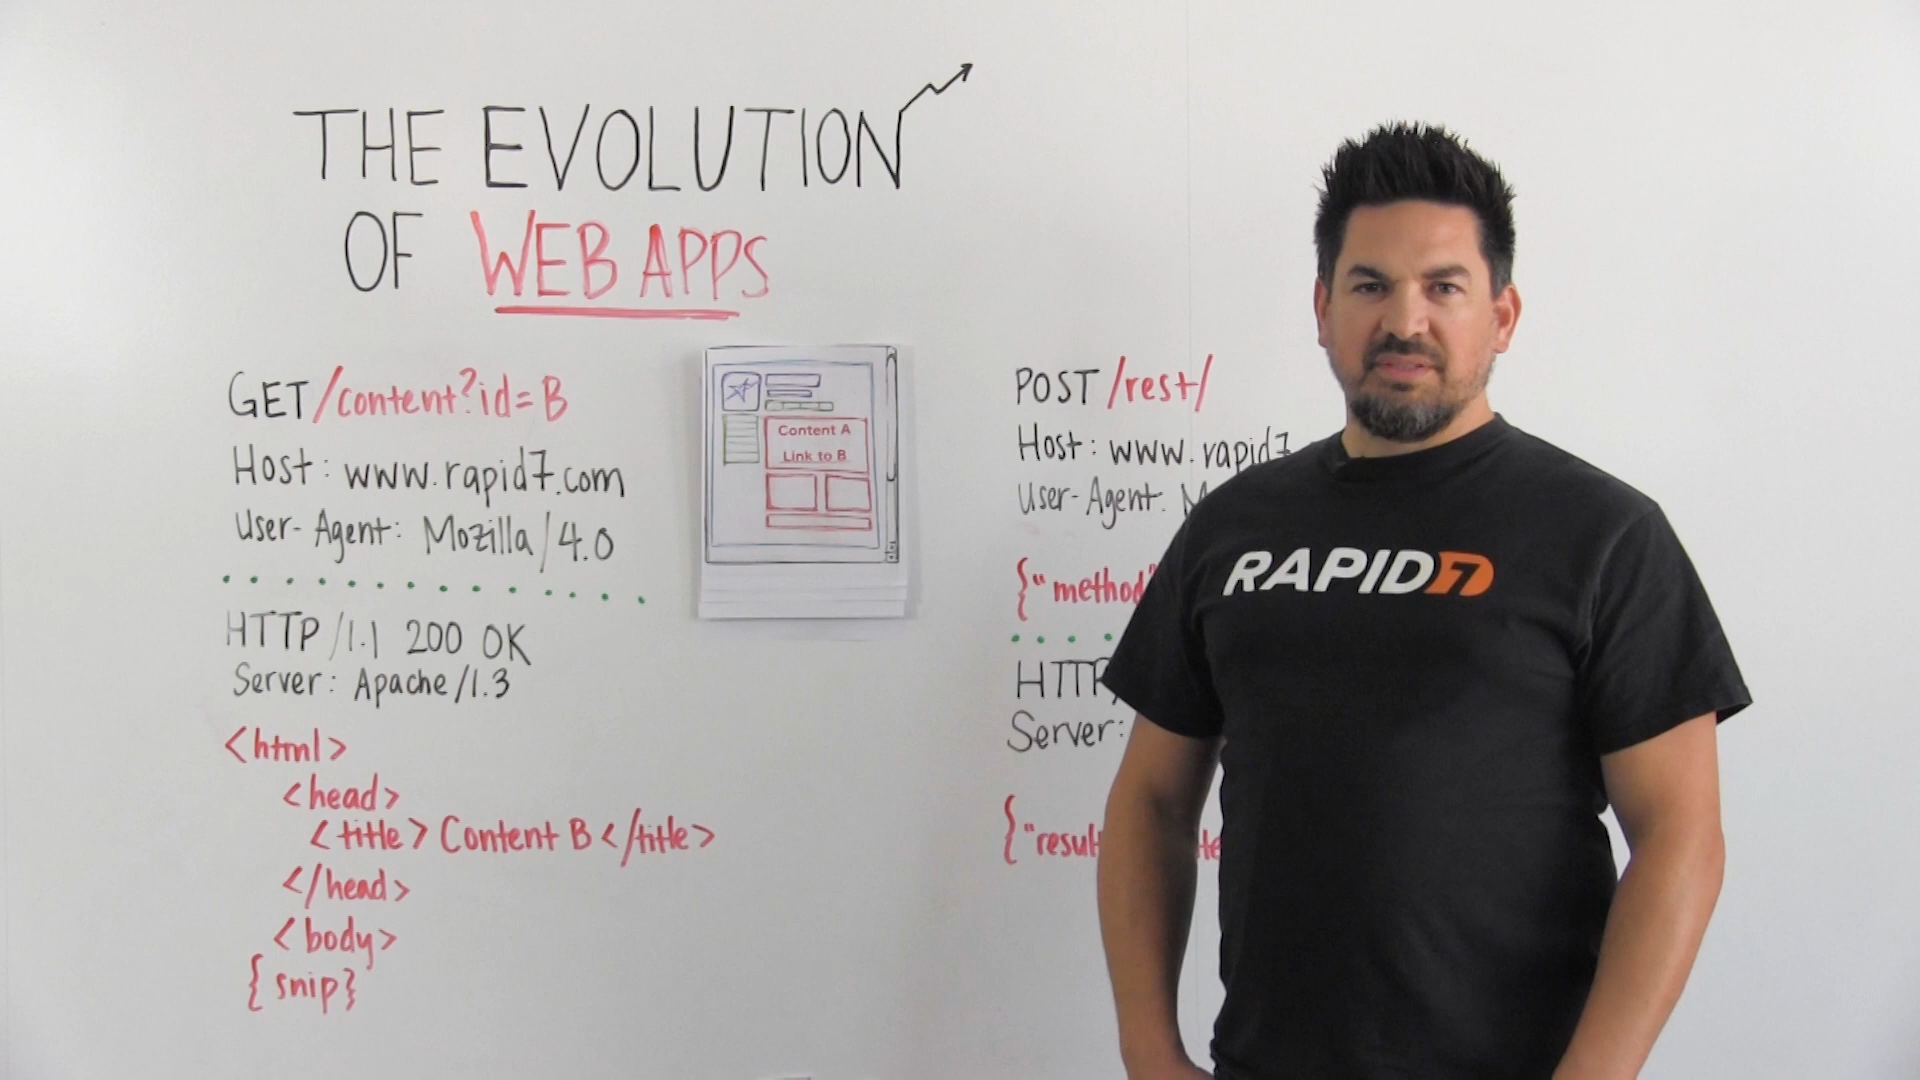 THE EVOLUTION
OF WEB APPS
GET /content?id=B
Host: www.rapid7.com
User-Agent: Mozilla/4.0
HTTP/1.1 200 OK
Server: Apache/1.3
<html>
<head>
<title> Content B </title>
</head>
<body>
{snip}
Content A
Link to B
POST /rest/
Host: www.rapid7
User-Agent: M
{"method"
HTTP/
Server:
{"result
RAPID7